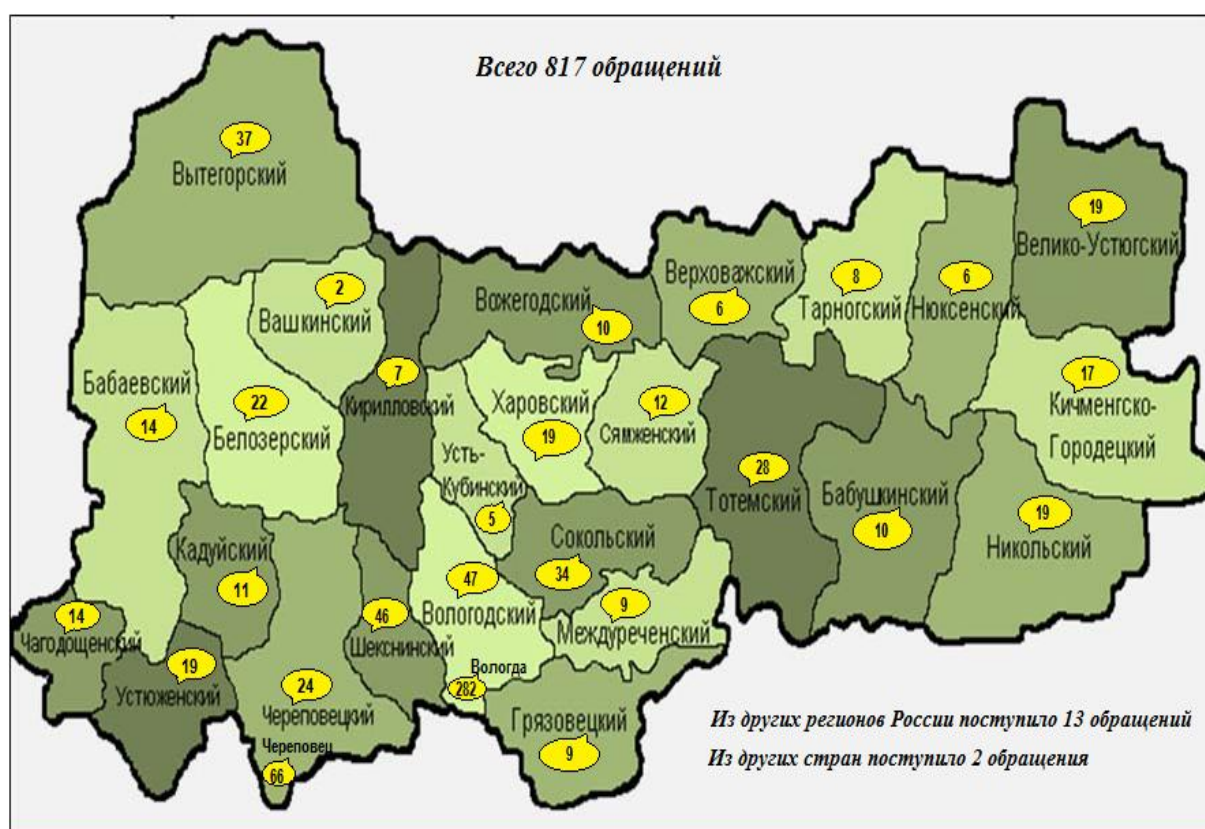 Всего 817 обращений
37
Вытегорский
19
Велико-Устюгский
2
Вашкинский
Вожегодский
10
Верховажский
6
8
Тарногский
6
Нюксенский
Бабаевский
14
22
Белозерский
7
Кирилловский
Харовский
19
12
Сямженский
17
Кичменгско-
Городецкий
Усть-
Кубинский
5
28
Тотемский
Бабушкинский
10
19
Никольский
Кадуйский
11
Сокольский
34
47
Вологодский
9
Междуреченский
14
Чагодощенский
46
Шекснинский
19
Устюженский
24
Череповецкий
Вологда
282
Грязовецкий
9
Череповец
66
Из других регионов России поступило 13 обращений
Из других стран поступило 2 обращения